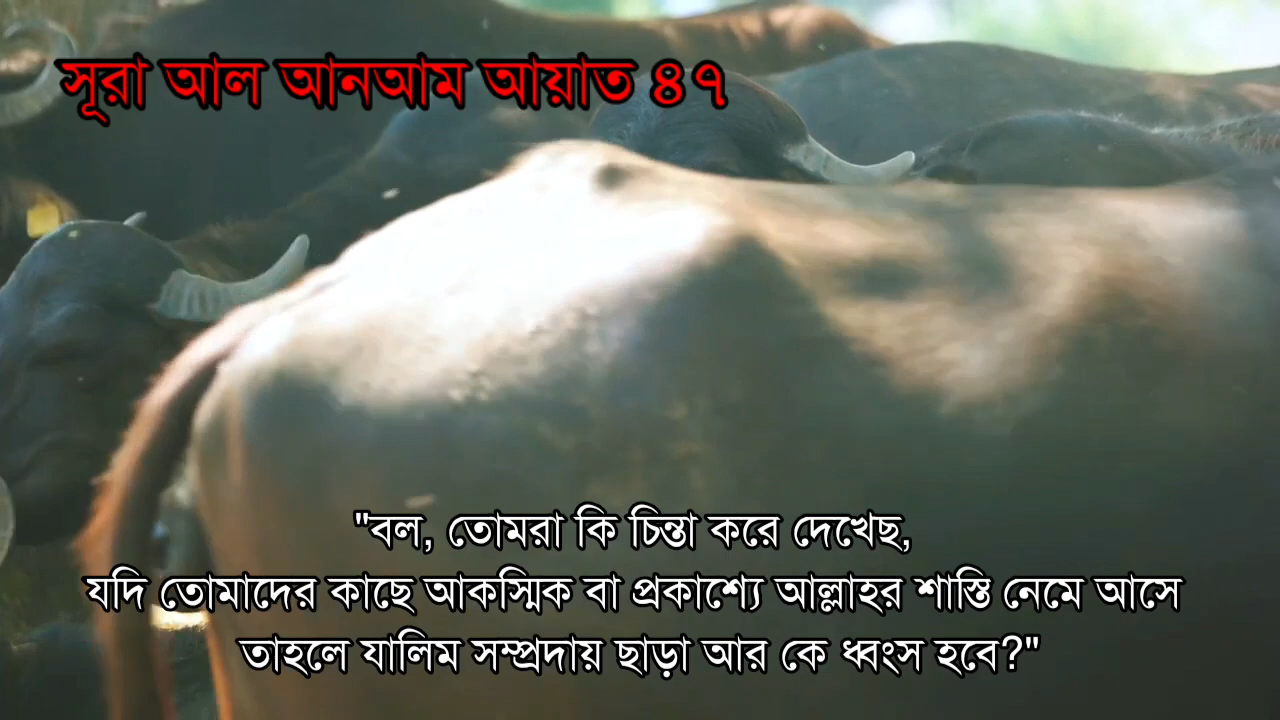 সূরা আল আনআম আয়াত ৪৭
"বল, তোমরা কি চিন্তা করে দেখেছ,
যদি তোমাদের কাছে আকস্মিক বা প্রকাশ্যে আল্লাহর শাস্তি নেমে আসে
তাহলে যালিম সম্প্রদায় ছাড়া আর কে ধ্বংস হবে?"